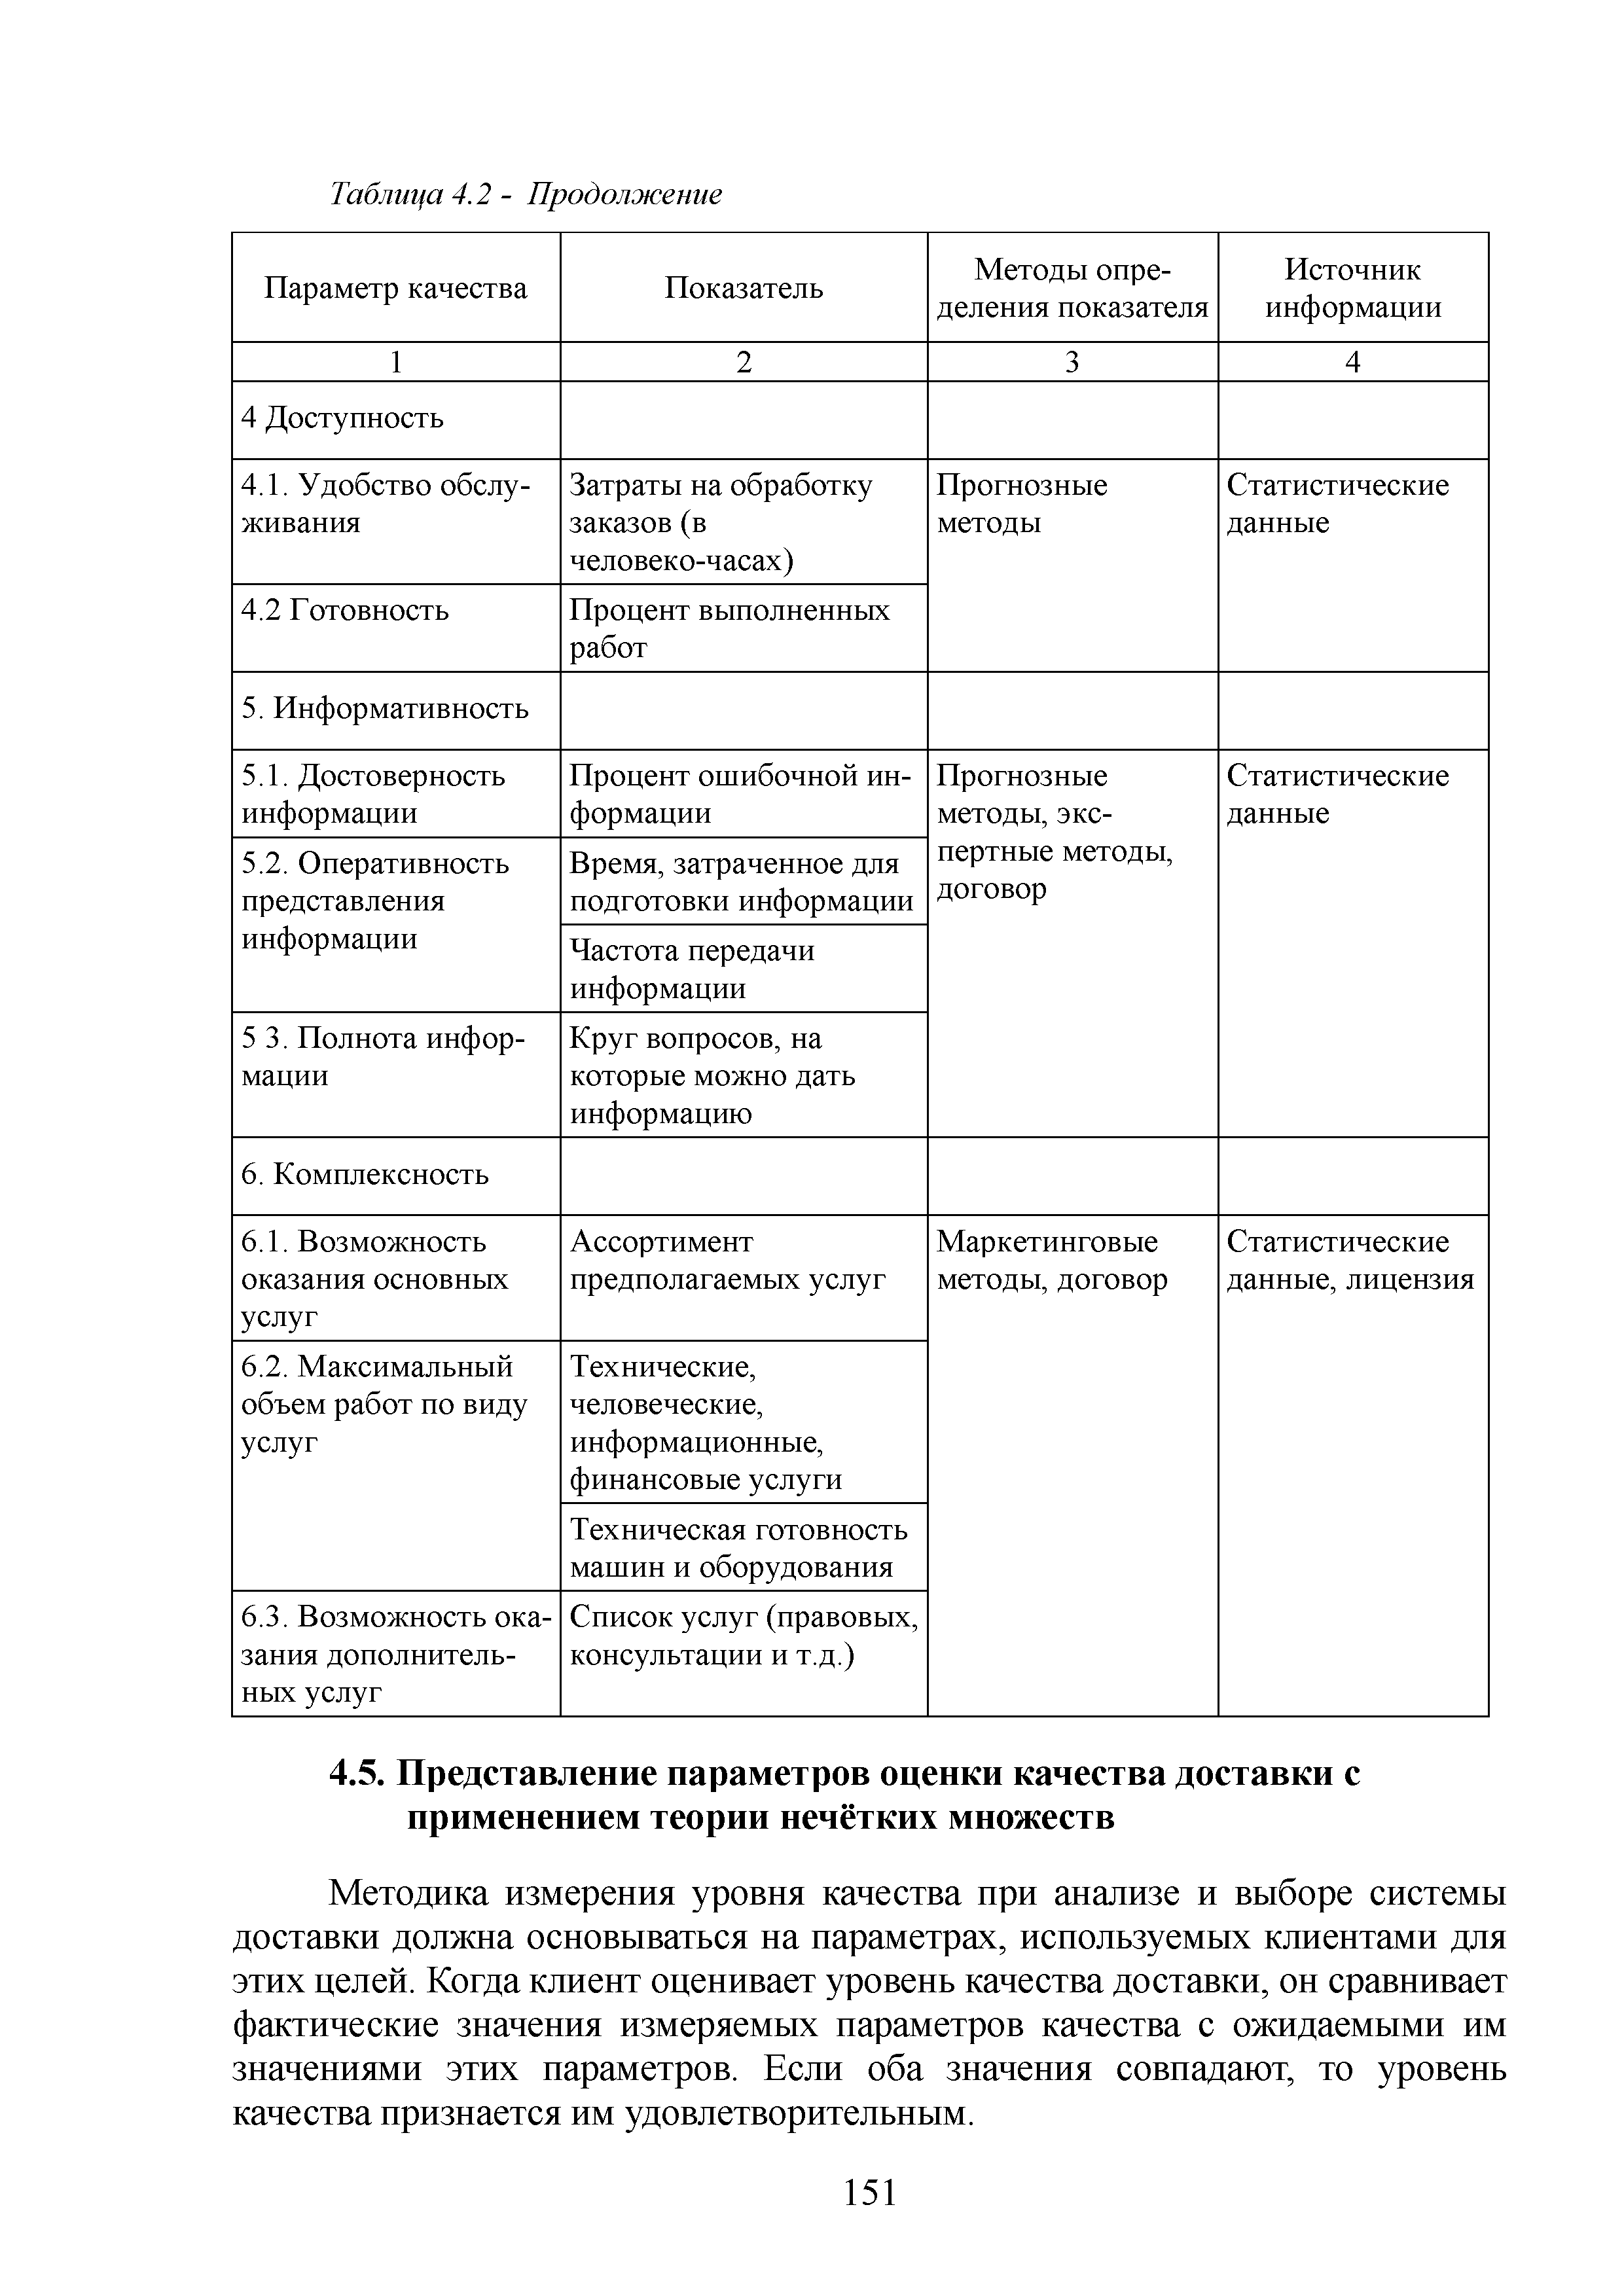 Таблица 4.2 - Продолжение
Параметр качества
Показатель
Методы опре-
деления показателя
Источник
информации
1
2
3
4
4 Доступность
4.1. Удобство обслу-
живания
Затраты на обработку
заказов (в
человеко-часах)
Прогнозные
методы
Статистические
данные
4.2 Готовность
Процент выполненных
работ
5. Информативность
5.1. Достоверность
информации
Процент ошибочной ин-
формации
Прогнозные
методы, экс-
пертные методы,
договор
Статистические
данные
5.2. Оперативность
представления
информации
Время, затраченное для
подготовки информации
Частота передачи
информации
5 3. Полнота инфор-
мации
Круг вопросов, на
которые можно дать
информацию
6. Комплексность
6.1. Возможность
оказания основных
услуг
Ассортимент
предполагаемых услуг
Маркетинговые
методы, договор
Статистические
данные, лицензия
6.2. Максимальный
объем работ по виду
услуг
Технические,
человеческие,
информационные,
финансовые услуги
Техническая готовность
машин и оборудования
6.3. Возможность ока-
зания дополнитель-
ных услуг
Список услуг (правовых,
консультации и т.д.)
4.5. Представление параметров оценки качества доставки с
применением теории нечётких множеств
Методика измерения уровня качества при анализе и выборе системы
доставки должна основываться на параметрах, используемых клиентами для
этих целей. Когда клиент оценивает уровень качества доставки, он сравнивает
фактические значения измеряемых параметров качества с ожидаемыми им
значениями этих параметров. Если оба значения совпадают, то уровень
качества признается им удовлетворительным.
151